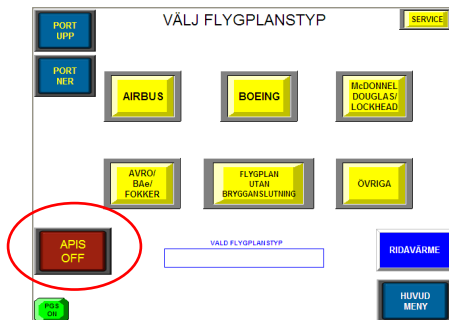 PORT
UPP
VÄLJ FLYGPLANSTYP
SERVICE
PORT
NER
AIRBUS
BOEING
McDONNEL
DOUGLAS/
LOCKHEAD
AVRO/
BAe/
FOKKER
FLYGPLAN
UTAN
BRYGGANSLUTNING
ÖVRIGA
APIS
OFF
VALD FLYGPLANSTYP
RIDAVÄRME
HUVUD
MENY
POS
ON